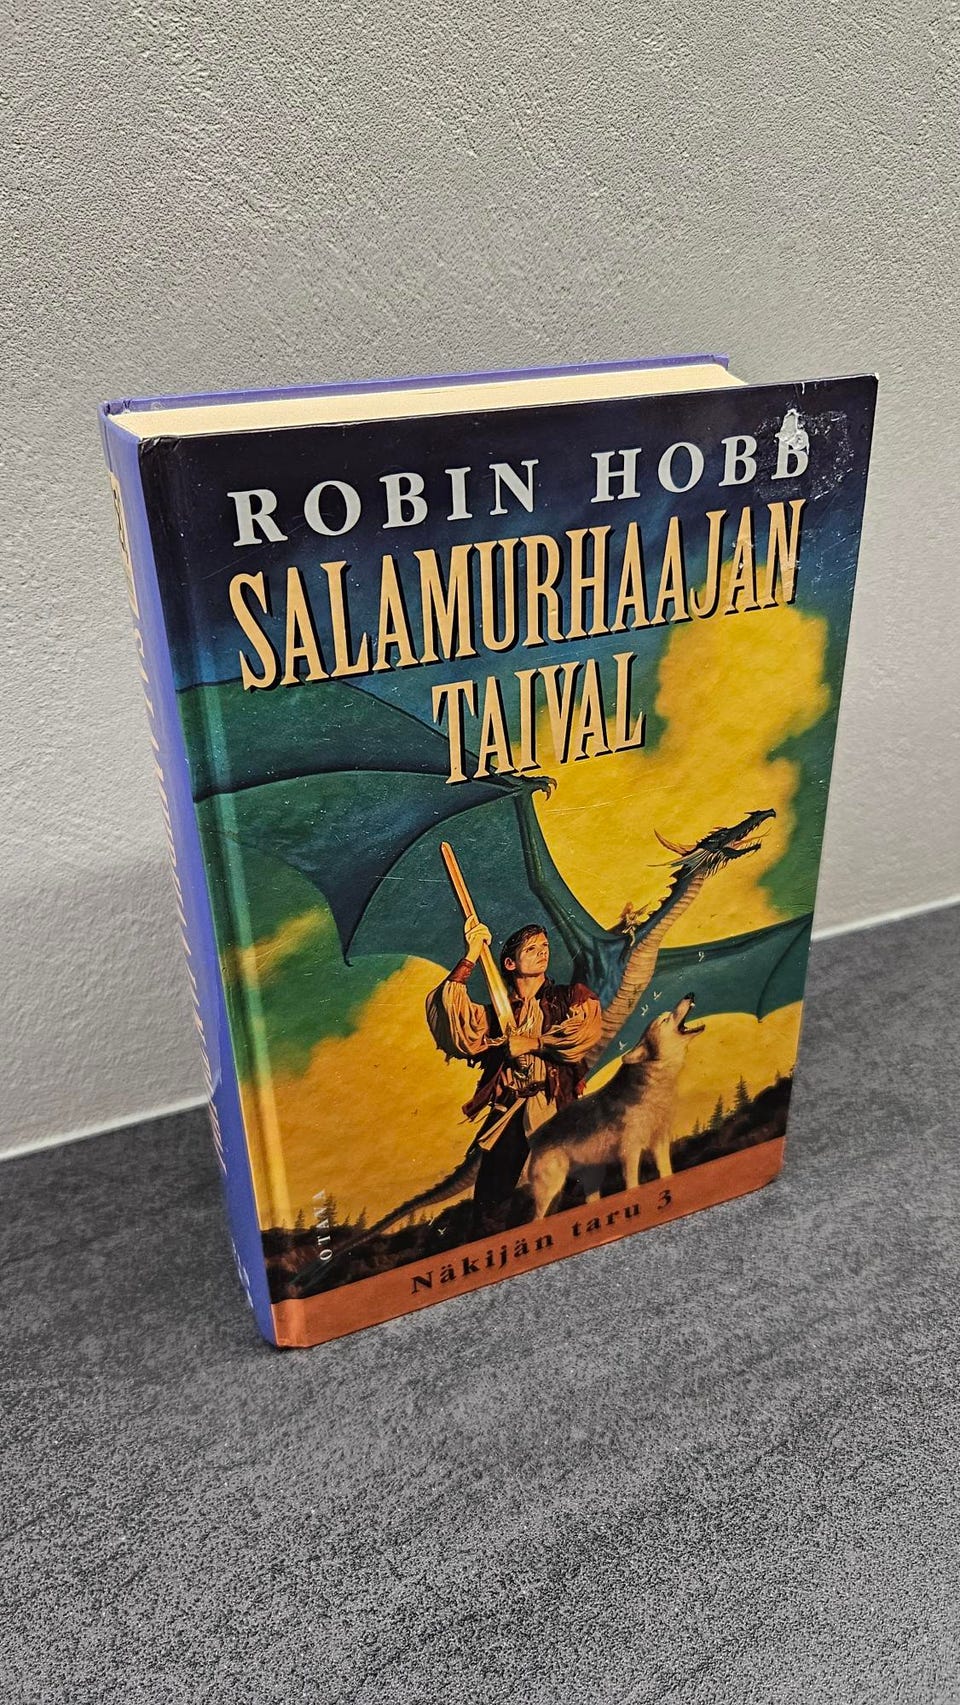 ROBIN HOBB
SALAMURHAAJAN
TAIVAL
OTAVA
Näkijän taru 3